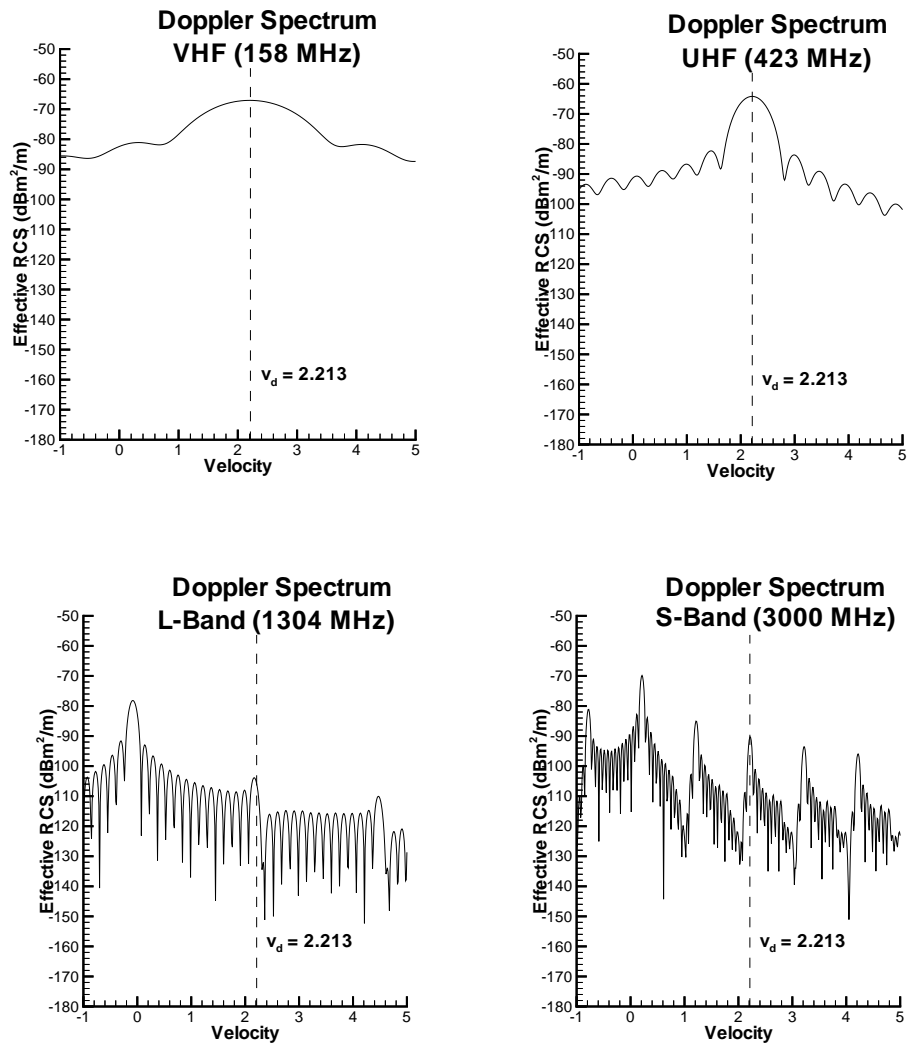 Doppler Spectrum
VHF (158 MHz)
Effective RCS (dBm²/m)
-50
-60
-70
-80
-90
-100
-110
-120
-130
-140
-150
-160
-170
-180
v_d = 2.213
-1 0 1 2 3 4 5
Velocity
Doppler Spectrum
UHF (423 MHz)
Effective RCS (dBm²/m)
-50
-60
-70
-80
-90
-100
-110
-120
-130
-140
-150
-160
-170
-180
v_d = 2.213
-1 0 1 2 3 4 5
Velocity
Doppler Spectrum
L-Band (1304 MHz)
Effective RCS (dBm²/m)
-50
-60
-70
-80
-90
-100
-110
-120
-130
-140
-150
-160
-170
-180
v_d = 2.213
-1 0 1 2 3 4 5
Velocity
Doppler Spectrum
S-Band (3000 MHz)
Effective RCS (dBm²/m)
-50
-60
-70
-80
-90
-100
-110
-120
-130
-140
-150
-160
-170
-180
v_d = 2.213
-1 0 1 2 3 4 5
Velocity